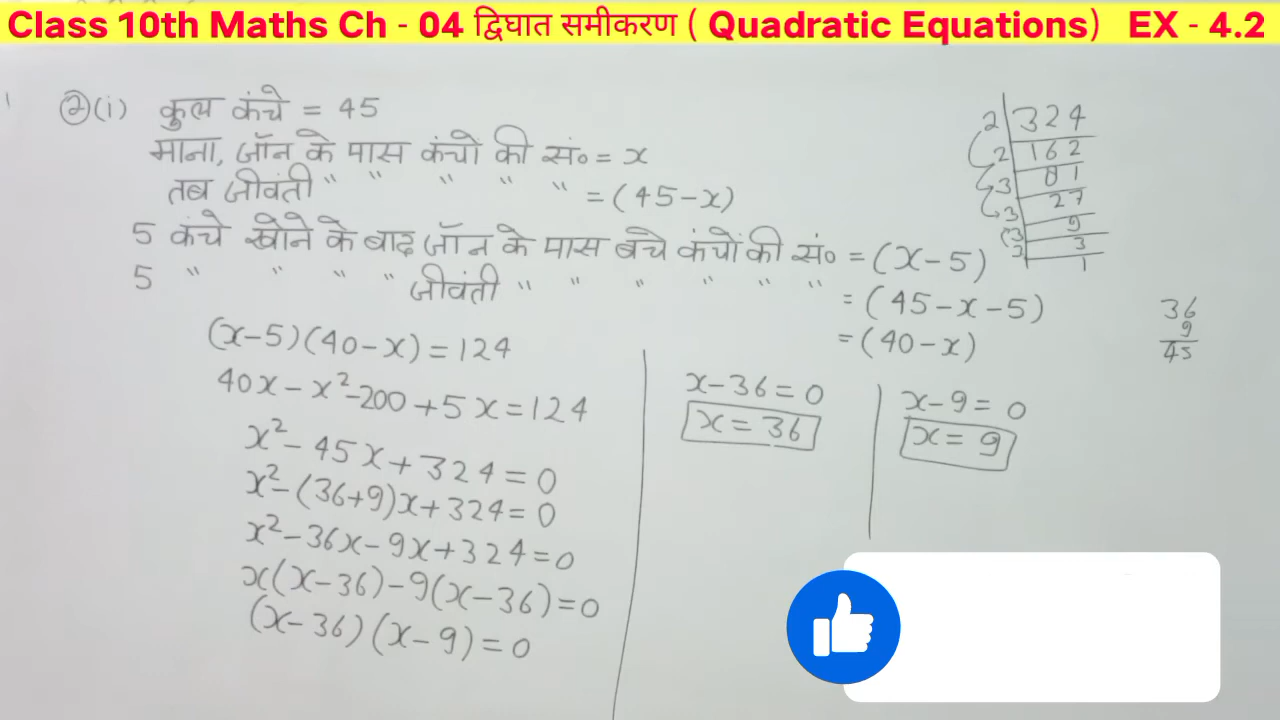 Class 10th Maths Ch - 04 द्विघात समीकरण ( Quadratic Equations) EX - 4.2
②(i) कुल कंचे = 45
माना, जॉन के पास कंचों की सं० = x
तब जीवंती " " " " " = (45-x)
5 कंचे खोने के बाद जॉन के पास बचे कंचों की सं० = (x-5)
5 " " " " " जीवंती " " " " " " = (45-x-5)
= (40-x)
(x-5)(40-x) = 124
40x - x²-200 + 5x = 124
x² - 45x + 324 = 0
x² - (36+9)x + 324 = 0
x² - 36x - 9x + 324 = 0
x(x-36) - 9(x-36) = 0
(x-36)(x-9) = 0
x-36 = 0
x = 36
x-9 = 0
x = 9
2 324
2 162
3 81
3 27
3 9
3 3
1
36
9
45